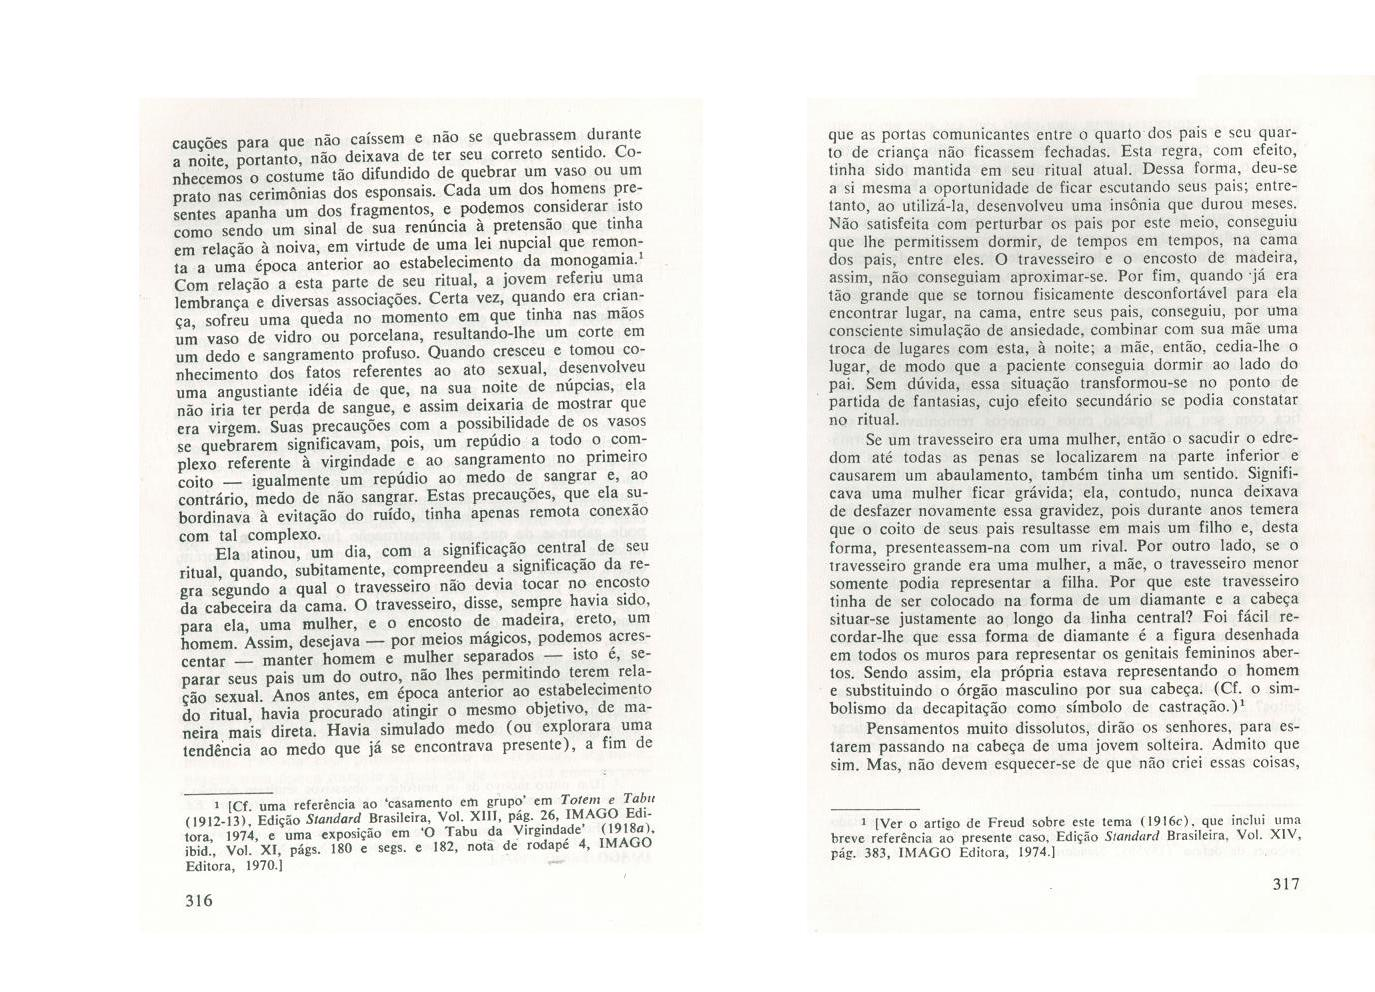 cauções para que não caíssem e não se quebrassem durante
a noite, portanto, não deixava de ter seu correto sentido. Co-
nhecemos o costume tão difundido de quebrar um vaso ou um
prato nas cerimônias dos esponsais. Cada um dos homens pre-
sentes apanha um dos fragmentos, e podemos considerar isto
como sendo um sinal de sua renúncia à pretensão que tinha
em relação à noiva, em virtude de uma lei nupcial que remon-
ta a uma época anterior ao estabelecimento da monogamia.¹
Com relação a esta parte de seu ritual, a jovem referiu uma
lembrança e diversas associações. Certa vez, quando era crian-
ça, sofreu uma queda no momento em que tinha nas mãos
um vaso de vidro ou porcelana, resultando-lhe um corte em
um dedo e sangramento profuso. Quando cresceu e tomou co-
nhecimento dos fatos referentes ao ato sexual, desenvolveu
uma angustiante idéia de que, na sua noite de núpcias, ela
não iria ter perda de sangue, e assim deixaria de mostrar que
era virgem. Suas precauções com a possibilidade de os vasos
se quebrarem significavam, pois, um repúdio a todo o com-
plexo referente à virgindade e ao sangramento no primeiro
coito — igualmente um repúdio ao medo de sangrar e, ao
contrário, medo de não sangrar. Estas precauções, que ela su-
bordinava à evitação do ruído, tinha apenas remota conexão
com tal complexo.
Ela atinou, um dia, com a significação central de seu
ritual, quando, subitamente, compreendeu a significação da re-
gra segundo a qual o travesseiro não devia tocar no encosto
da cabeceira da cama. O travesseiro, disse, sempre havia sido,
para ela, uma mulher, e o encosto de madeira, ereto, um
homem. Assim, desejava — por meios mágicos, podemos acres-
centar — manter homem e mulher separados — isto é, se-
parar seus pais um do outro, não lhes permitindo terem rela-
ção sexual. Anos antes, em época anterior ao estabelecimento
do ritual, havia procurado atingir o mesmo objetivo, de ma-
neira mais direta. Havia simulado medo (ou explorara uma
tendência ao medo que já se encontrava presente), a fim de
¹ [Cf. uma referência ao 'casamento em grupo' em Totem e Tabu
(1912-13), Edição Standard Brasileira, Vol. XIII, pág. 26, IMAGO Edi-
tora, 1974, e uma exposição em 'O Tabu da Virgindade' (1918a),
ibid., Vol. XI, págs. 180 e segs. e 182, nota de rodapé 4, IMAGO
Editora, 1970.]
316
que as portas comunicantes entre o quarto dos pais e seu quar-
to de criança não ficassem fechadas. Esta regra, com efeito,
tinha sido mantida em seu ritual atual. Dessa forma, deu-se
a si mesma a oportunidade de ficar escutando seus pais; entre-
tanto, ao utilizá-la, desenvolveu uma insônia que durou meses.
Não satisfeita com perturbar os pais por este meio, conseguiu
que lhe permitissem dormir, de tempos em tempos, na cama
dos pais, entre eles. O travesseiro e o encosto de madeira,
assim, não conseguiam aproximar-se. Por fim, quando já era
tão grande que se tornou fisicamente desconfortável para ela
encontrar lugar, na cama, entre seus pais, conseguiu, por uma
consciente simulação de ansiedade, combinar com sua mãe uma
troca de lugares com esta, à noite; a mãe, então, cedia-lhe o
lugar, de modo que a paciente conseguia dormir ao lado do
pai. Sem dúvida, essa situação transformou-se no ponto de
partida de fantasias, cujo efeito secundário se podia constatar
no ritual.
Se um travesseiro era uma mulher, então o sacudir o edre-
dom até todas as penas se localizarem na parte inferior e
causarem um abaulamento, também tinha um sentido. Signifi-
cava uma mulher ficar grávida; ela, contudo, nunca deixava
de desfazer novamente essa gravidez, pois durante anos temera
que o coito de seus pais resultasse em mais um filho e, desta
forma, presenteassem-na com um rival. Por outro lado, se o
travesseiro grande era uma mulher, a mãe, o travesseiro menor
somente podia representar a filha. Por que este travesseiro
tinha de ser colocado na forma de um diamante e a cabeça
situar-se justamente ao longo da linha central? Foi fácil re-
cordar-lhe que essa forma de diamante é a figura desenhada
em todos os muros para representar os genitais femininos aber-
tos. Sendo assim, ela própria estava representando o homem
e substituindo o órgão masculino por sua cabeça. (Cf. o sim-
bolismo da decapitação como símbolo de castração.)¹
Pensamentos muito dissolutos, dirão os senhores, para es-
tarem passando na cabeça de uma jovem solteira. Admito que
sim. Mas, não devem esquecer-se de que não criei essas coisas,
¹ [Ver o artigo de Freud sobre este tema (1916c), que inclui uma
breve referência ao presente caso, Edição Standard Brasileira, Vol. XIV,
pág. 383, IMAGO Editora, 1974.]
317